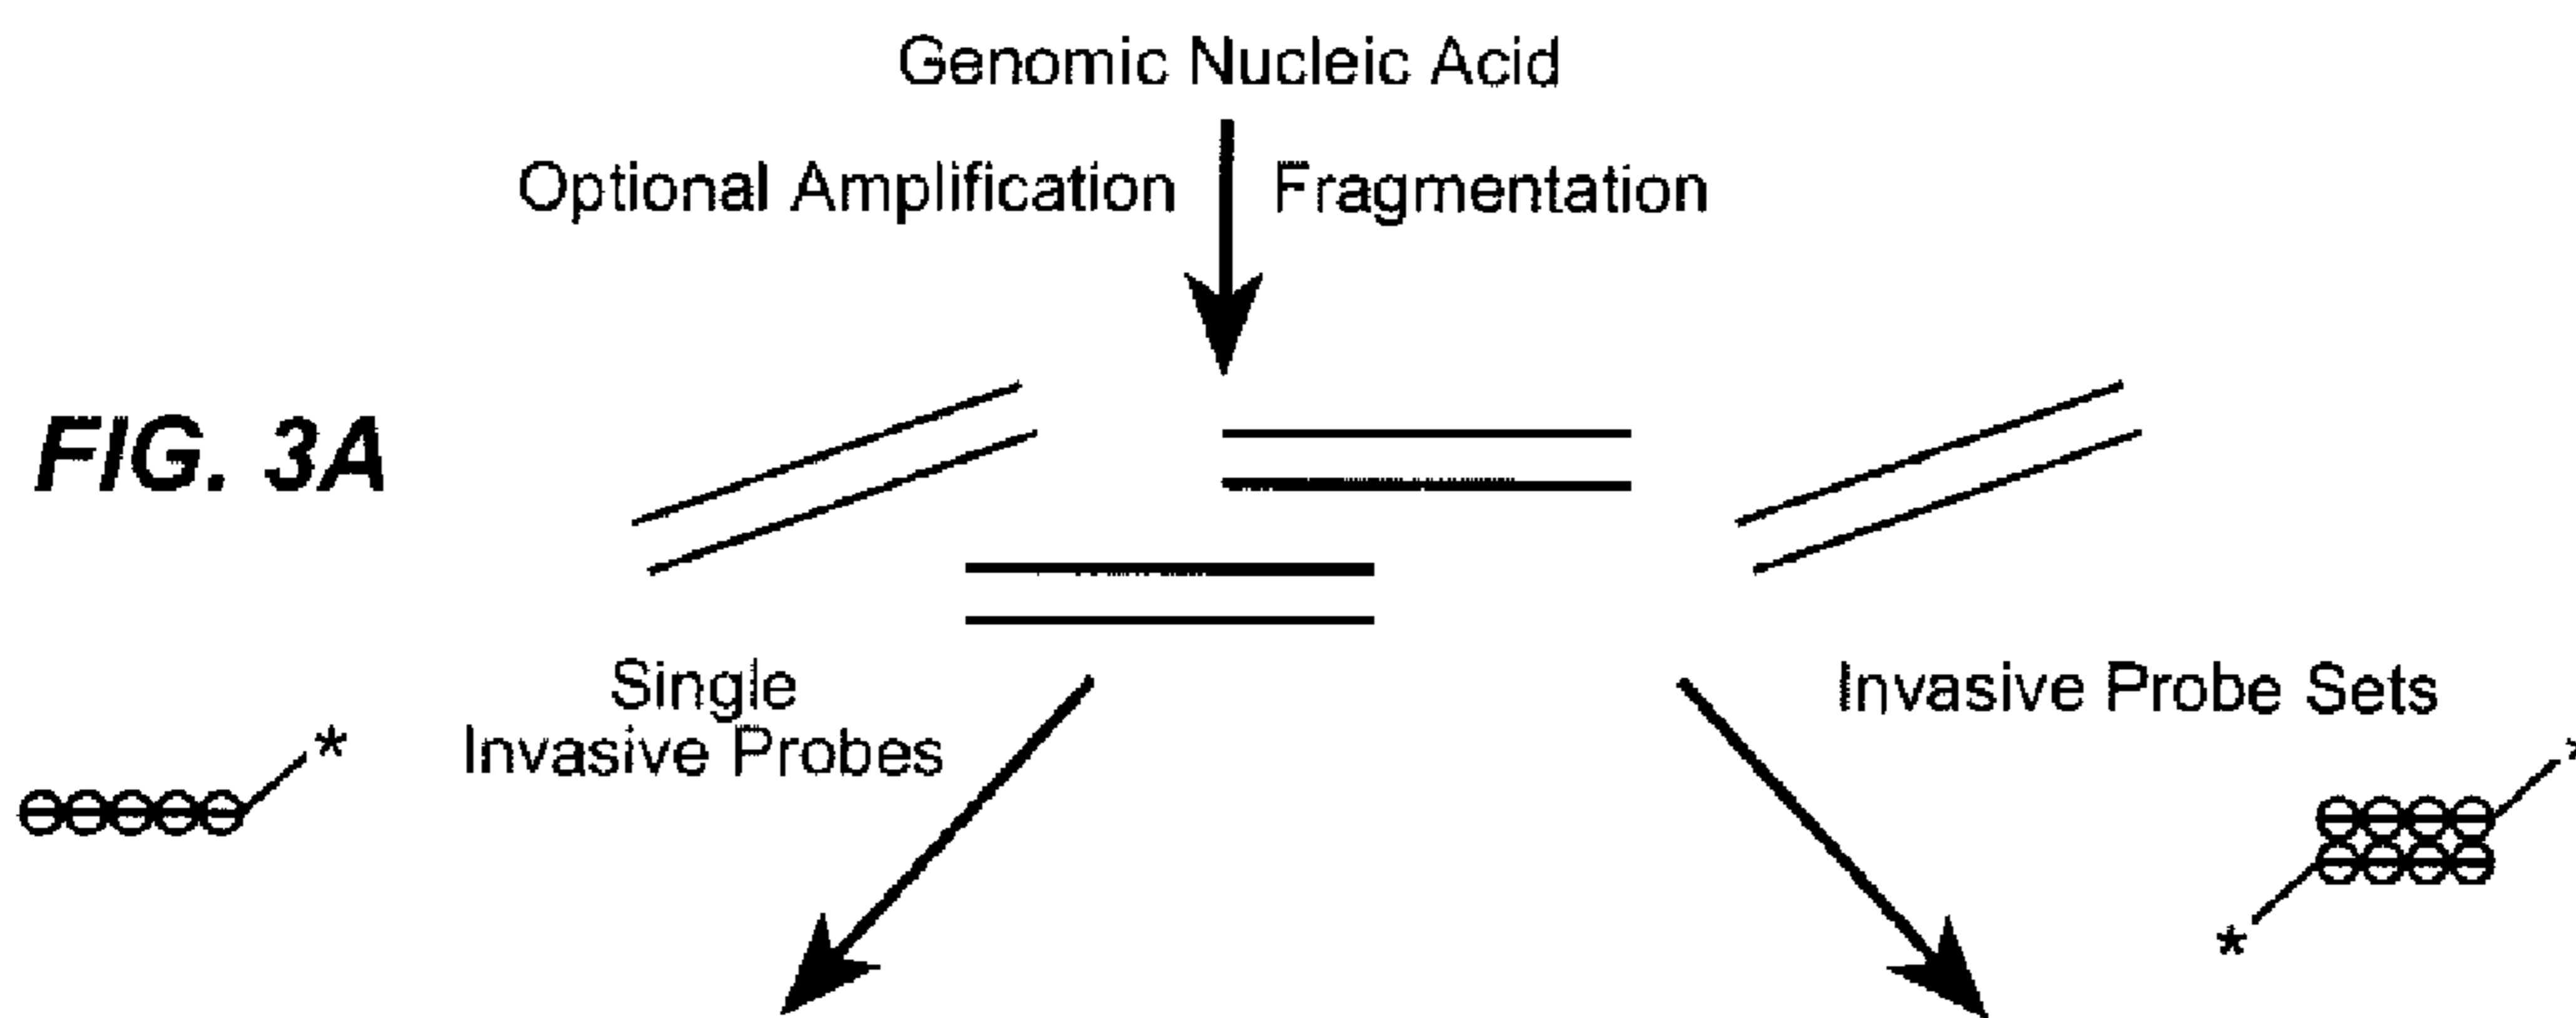 Genomic Nucleic Acid
Optional Amplification Fragmentation
FIG. 3A
Single
Invasive Probes
Invasive Probe Sets
*
*
*